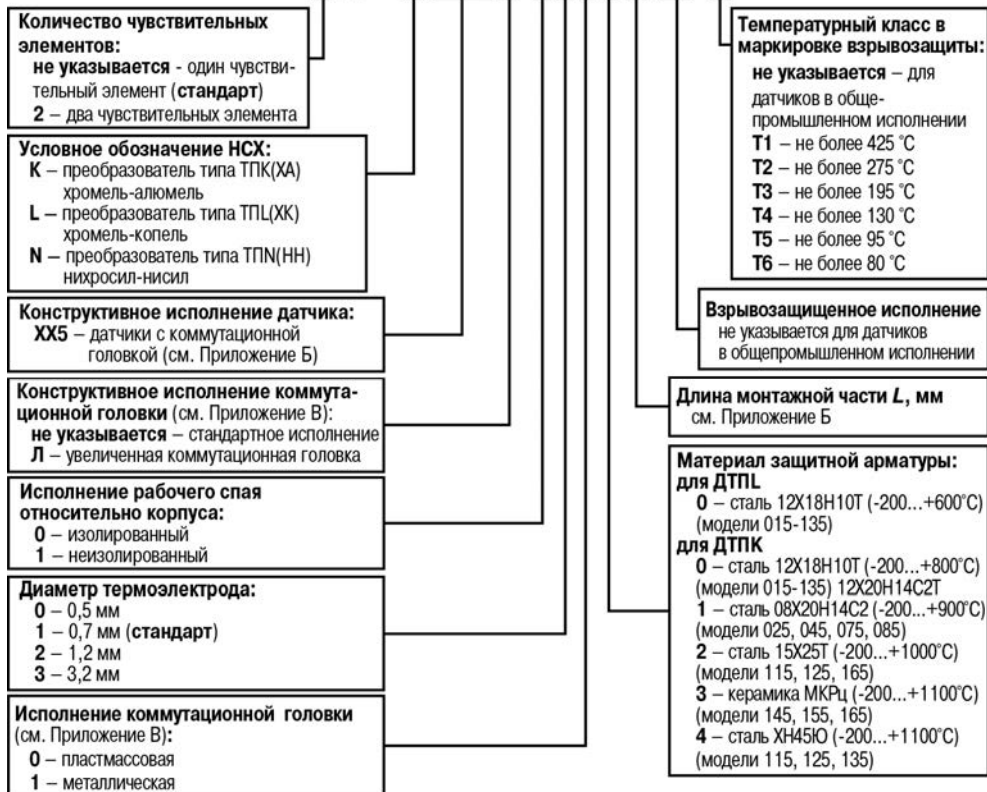 Количество чувствительных
элементов:
не указывается - один чувстви-
тельный элемент (стандарт)
2 – два чувствительных элемента
Условное обозначение НСХ:
K – преобразователь типа ТПК(ХА)
хромель-алюмель
L – преобразователь типа ТПL(ХК)
хромель-копель
N – преобразователь типа ТПN(НН)
нихросил-нисил
Конструктивное исполнение датчика:
ХХ5 – датчики с коммутационной
головкой (см. Приложение Б)
Конструктивное исполнение коммута-
ционной головки (см. Приложение В):
не указывается – стандартное исполнение
Л – увеличенная коммутационная головка
Исполнение рабочего спая
относительно корпуса:
0 – изолированный
1 – неизолированный
Диаметр термоэлектрода:
0 – 0,5 мм
1 – 0,7 мм (стандарт)
2 – 1,2 мм
3 – 3,2 мм
Исполнение коммутационной головки
(см. Приложение В):
0 – пластмассовая
1 – металлическая
Температурный класс в
маркировке взрывозащиты:
не указывается – для
датчиков в обще-
промышленном исполнении
T1 – не более 425 °С
T2 – не более 275 °С
T3 – не более 195 °С
T4 – не более 130 °С
T5 – не более 95 °С
T6 – не более 80 °С
Взрывозащищенное исполнение
не указывается для датчиков
в общепромышленном исполнении
Длина монтажной части L, мм
см. Приложение Б
Материал защитной арматуры:
для ДТПL
0 – сталь 12Х18Н10Т (-200...+600°С)
(модели 015-135)
для ДТПК
0 – сталь 12Х18Н10Т (-200...+800°С)
(модели 015-135) 12Х20Н14С2Т
1 – сталь 08Х20Н14С2 (-200...+900°С)
(модели 025, 045, 075, 085)
2 – сталь 15Х25Т (-200...+1000°С)
(модели 115, 125, 165)
3 – керамика МКРц (-200...+1100°С)
(модели 145, 155, 165)
4 – сталь ХН45Ю (-200...+1100°С)
(модели 115, 125, 135)